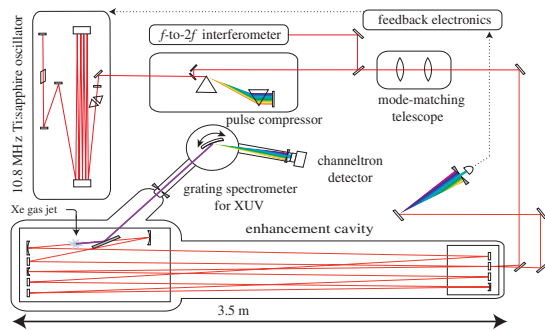 feedback electronics
f-to-2f interferometer
10.8 MHz Ti:sapphire oscillator
mode-matching
telescope
pulse compressor
channeltron
detector
grating spectrometer
for XUV
Xe gas jet
enhancement cavity
3.5 m